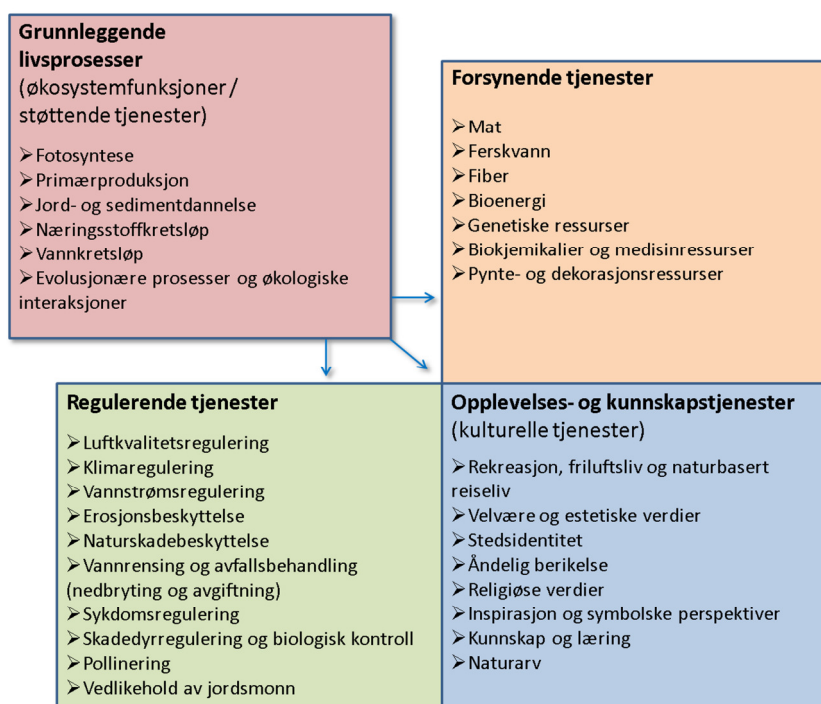 Grunnleggende
livsprosesser
(økosystemfunksjoner /
støttende tjenester)
➢Fotosyntese
➢Primærproduksjon
➢Jord- og sedimentdannelse
➢Næringsstoffkretsløp
➢Vannkretsløp
➢Evolusjonære prosesser og økologiske
interaksjoner
Forsynende tjenester
➢Mat
➢Ferskvann
➢Fiber
➢Bioenergi
➢Genetiske ressurser
➢Biokjemikalier og medisinressurser
➢Pynte- og dekorasjonsressurser
Regulerende tjenester
➢Luftkvalitetsregulering
➢Klimaregulering
➢Vannstrømsregulering
➢Erosjonsbeskyttelse
➢Naturskadebeskyttelse
➢Vannrensing og avfallsbehandling
(nedbryting og avgiftning)
➢Sykdomsregulering
➢Skadedyrregulering og biologisk kontroll
➢Pollinering
➢Vedlikehold av jordsmonn
Opplevelses- og kunnskapstjenester
(kulturelle tjenester)
➢Rekreasjon, friluftsliv og naturbasert
reiseliv
➢Velvære og estetiske verdier
➢Stedsidentitet
➢Åndelig berikelse
➢Religiøse verdier
➢Inspirasjon og symbolske perspektiver
➢Kunnskap og læring
➢Naturarv